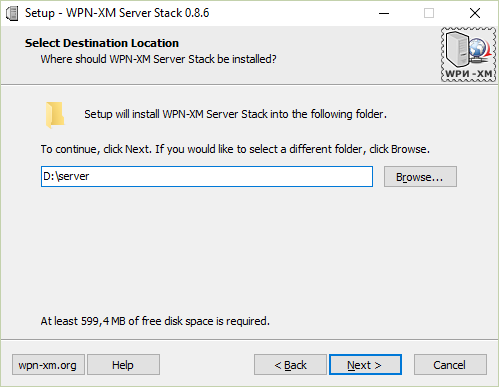 Setup - WPN-XM Server Stack 0.8.6
Select Destination Location
Where should WPN-XM Server Stack be installed?
WPИ-XM
Setup will install WPN-XM Server Stack into the following folder.
To continue, click Next. If you would like to select a different folder, click Browse.
D:\server
Browse...
At least 599,4 MB of free disk space is required.
wpn-xm.org Help < Back Next > Cancel